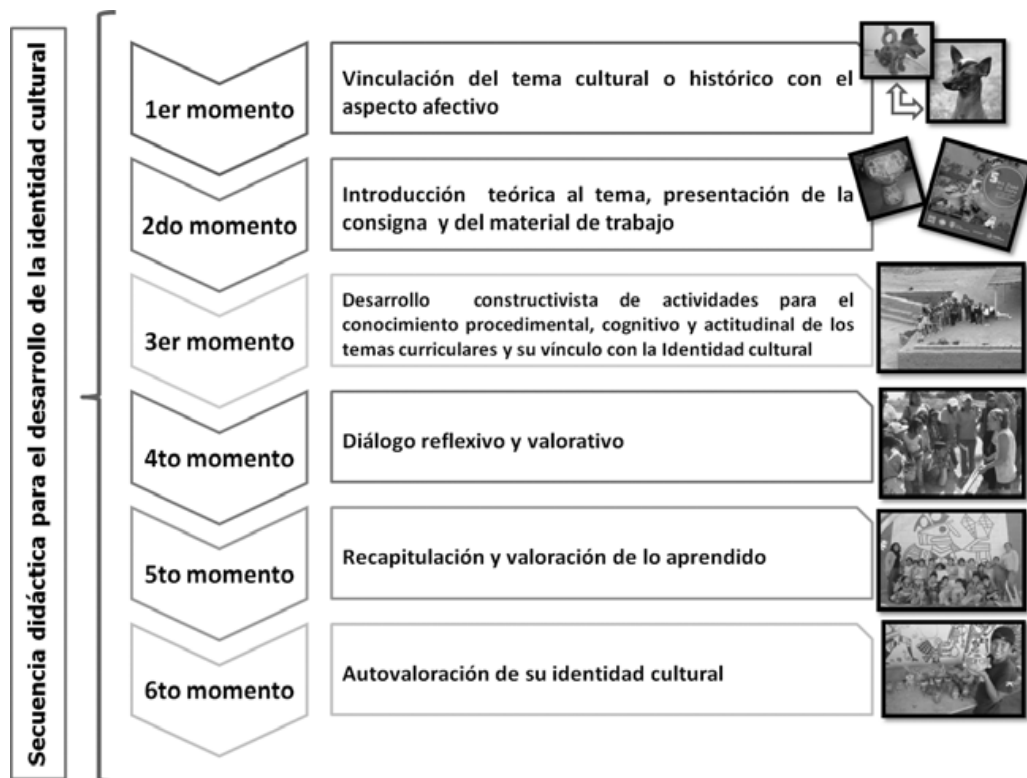 Secuencia didáctica para el desarrollo de la identidad cultural
1er momento
Vinculación del tema cultural o histórico con el
aspecto afectivo
2do momento
Introducción teórica al tema, presentación de la
consigna y del material de trabajo
3er momento
Desarrollo constructivista de actividades para el
conocimiento procedimental, cognitivo y actitudinal de los
temas curriculares y su vínculo con la Identidad cultural
4to momento
Diálogo reflexivo y valorativo
5to momento
Recapitulación y valoración de lo aprendido
6to momento
Autovaloración de su identidad cultural